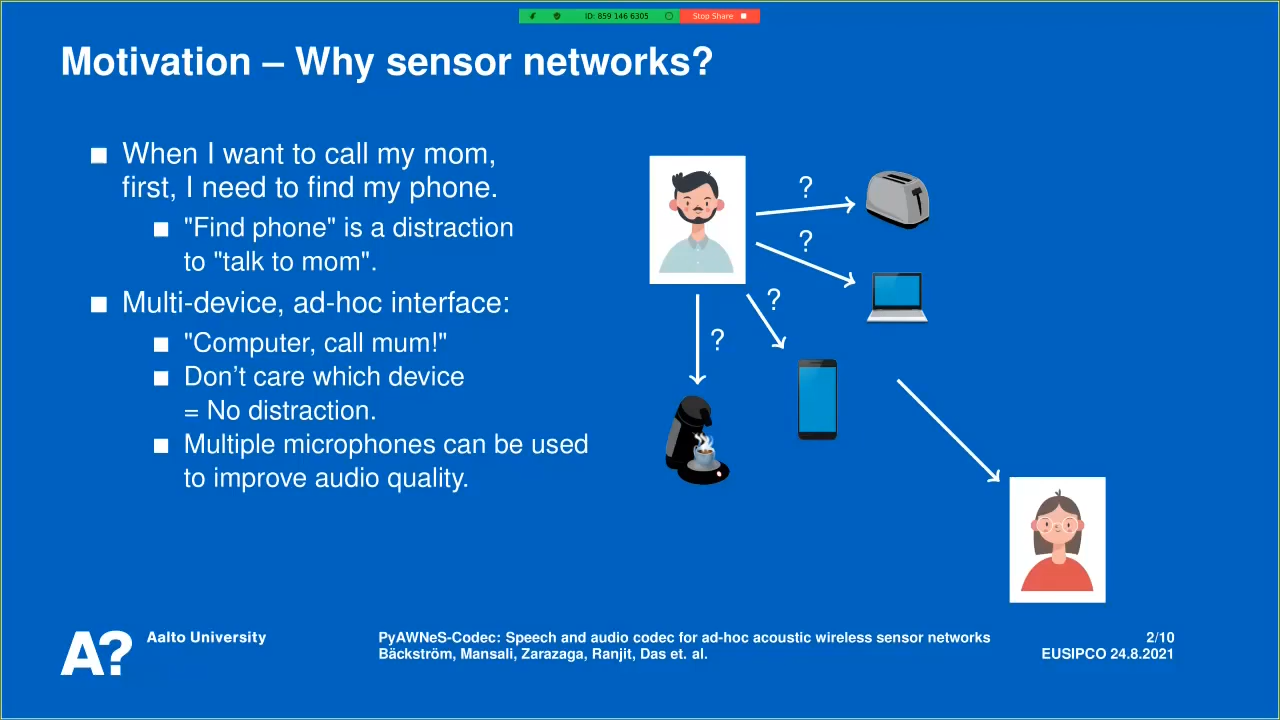 ID: 859 146 6305
Stop Share
Motivation – Why sensor networks?
When I want to call my mom,
first, I need to find my phone.
"Find phone" is a distraction
to "talk to mom".
Multi-device, ad-hoc interface:
"Computer, call mum!"
Don't care which device
= No distraction.
Multiple microphones can be used
to improve audio quality.
?
?
?
?
A?
Aalto University
PyAWNeS-Codec: Speech and audio codec for ad-hoc acoustic wireless sensor networks
Bäckström, Mansali, Zarazaga, Ranjit, Das et. al.
2/10
EUSIPCO 24.8.2021